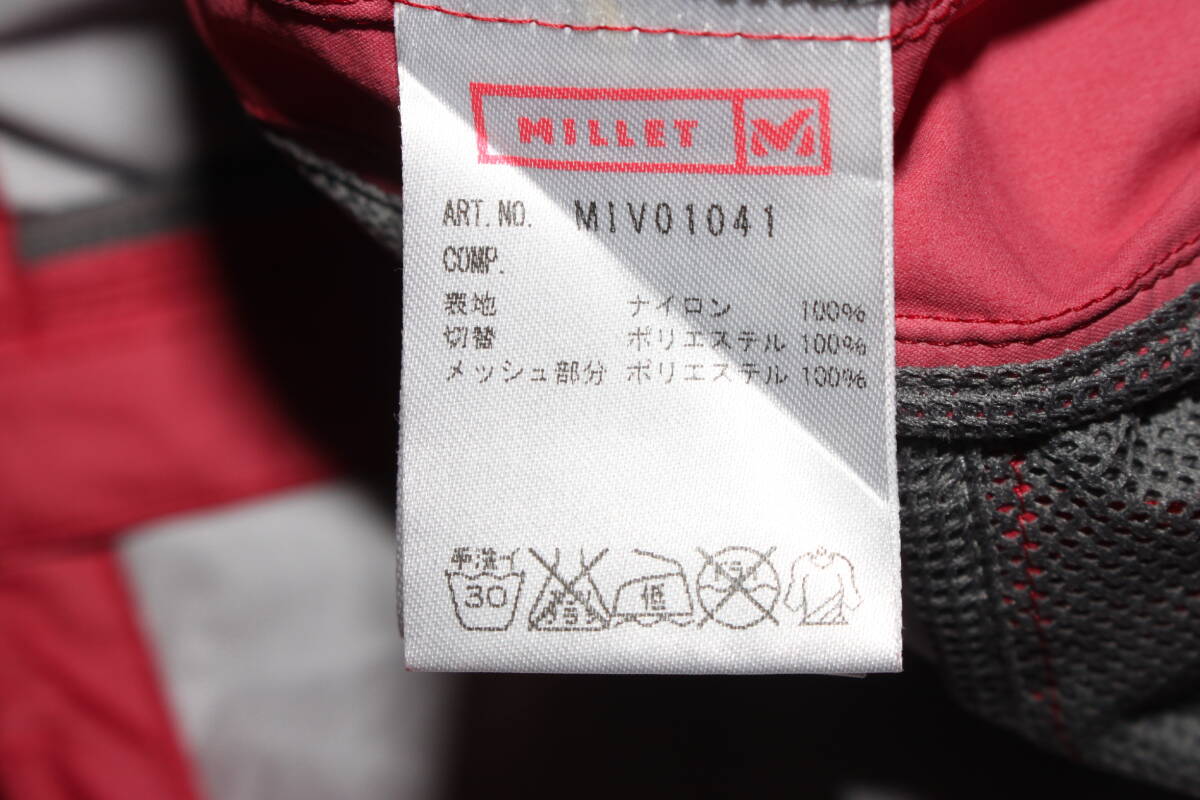 MILLET
ART.NO. MIV01041
COMP.
表地 ナイロン 100%
切替 ポリエステル 100%
メッシュ部分 ポリエステル 100%
手洗イ
30
低